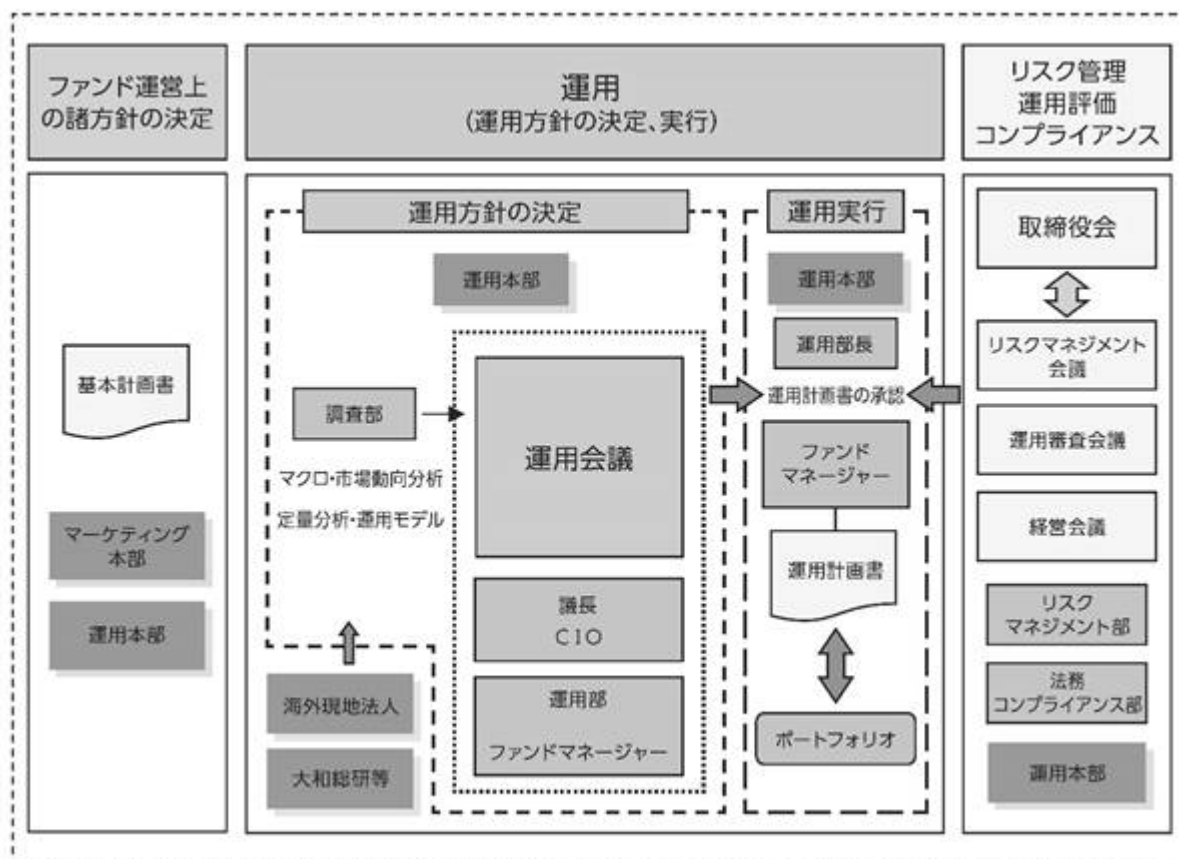 ファンド運営上
の諸方針の決定
運用
(運用方針の決定、実行)
リスク管理
運用評価
コンプライアンス
基本計画書
マーケティング
本部
運用本部
運用方針の決定
運用本部
調査部
マクロ・市場動向分析
定量分析・運用モデル
海外現地法人
大和総研等
運用会議
議長
CIO
運用部
ファンドマネージャー
運用実行
運用本部
運用部長
運用計画書の承認
ファンド
マネージャー
運用計画書
ポートフォリオ
取締役会
リスクマネジメント
会議
運用審査会議
経営会議
リスク
マネジメント部
法務
コンプライアンス部
運用本部